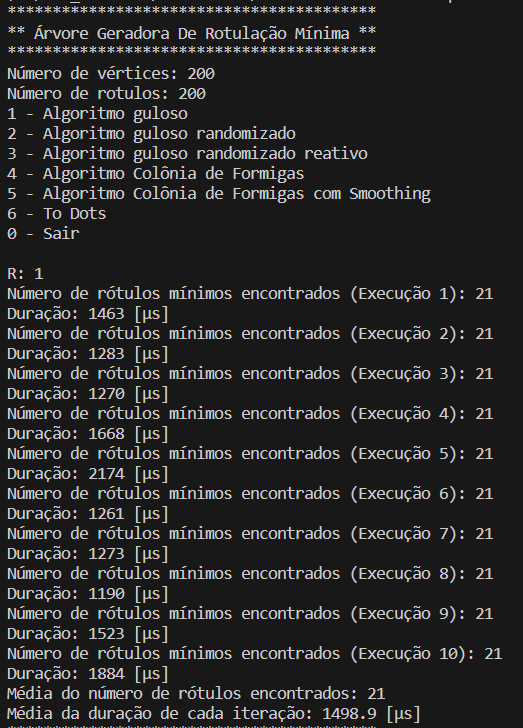 *****************************************
** Árvore Geradora De Rotulação Mínima **
*****************************************
Número de vértices: 200
Número de rotulos: 200
1 - Algoritmo guloso
2 - Algoritmo guloso randomizado
3 - Algoritmo guloso randomizado reativo
4 - Algoritmo Colônia de Formigas
5 - Algoritmo Colônia de Formigas com Smoothing
6 - To Dots
0 - Sair
R: 1
Número de rótulos mínimos encontrados (Execução 1): 21
Duração: 1463 [µs]
Número de rótulos mínimos encontrados (Execução 2): 21
Duração: 1283 [µs]
Número de rótulos mínimos encontrados (Execução 3): 21
Duração: 1270 [µs]
Número de rótulos mínimos encontrados (Execução 4): 21
Duração: 1668 [µs]
Número de rótulos mínimos encontrados (Execução 5): 21
Duração: 2174 [µs]
Número de rótulos mínimos encontrados (Execução 6): 21
Duração: 1261 [µs]
Número de rótulos mínimos encontrados (Execução 7): 21
Duração: 1273 [µs]
Número de rótulos mínimos encontrados (Execução 8): 21
Duração: 1190 [µs]
Número de rótulos mínimos encontrados (Execução 9): 21
Duração: 1523 [µs]
Número de rótulos mínimos encontrados (Execução 10): 21
Duração: 1884 [µs]
Média do número de rótulos encontrados: 21
Média da duração de cada iteração: 1498.9 [µs]